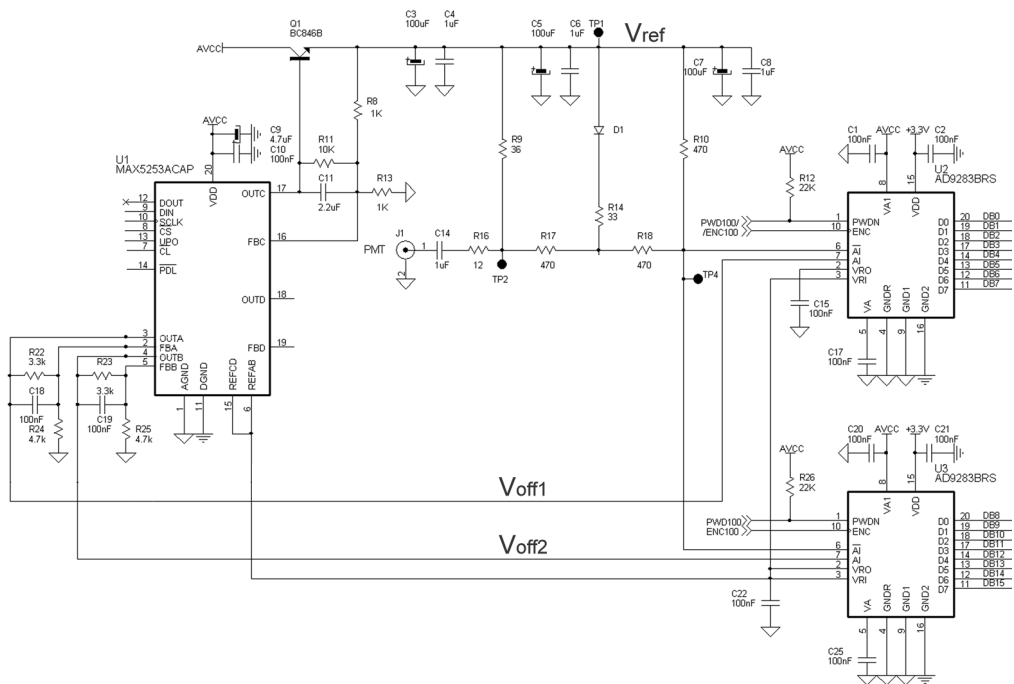 Q1
BC846B
AVCC
C3
100uF
C4
1uF
C5
100uF
C6
1uF
TP1
Vref
C7
100uF
C8
1uF
R8
1K
R9
36
D1
R10
470
AVCC
C9
4.7uF
C10
100nF
U1
MAX5253ACAP
R11
10K
C11
2.2uF
R13
1K
R14
33
J1
PMT
1
2
C14
1uF
R16
12
TP2
R17
470
R18
470
TP4
20
VDD
12 DOUT
9 DIN
10 SCLK
8 CS
13 UPO
7 CL
14 PDL
OUTC 17
FBC 16
OUTD 18
FBD 19
3 OUTA
2 FBA
4 OUTB
5 FBB
AGND
DGND
REFCD
REFAB
1
11
15
6
R22
3.3k
C18
100nF
R24
4.7k
R23
3.3k
C19
100nF
R25
4.7k
Voff1
Voff2
C1
100nF
AVCC
+3.3V
C2
100nF
U2
AD9283BRS
AVCC
R12
22K
8
15
VA1
VDD
PWD100/
/ENC100
1 PWDN
10 ENC
6 AI
7 AI
2 VRO
3 VRI
D0 20 DB0
D1 19 DB1
D2 18 DB2
D3 17 DB3
D4 14 DB4
D5 13 DB5
D6 12 DB6
D7 11 DB7
VA
GNDR
GND1
GND2
5
4
9
16
C15
100nF
C17
100nF
C20
100nF
AVCC
+3.3V
C21
100nF
U3
AD9283BRS
AVCC
R26
22K
8
15
VA1
VDD
PWD100
ENC100
1 PWDN
10 ENC
6 AI
7 AI
2 VRO
3 VRI
D0 20 DB8
D1 19 DB9
D2 18 DB10
D3 17 DB11
D4 14 DB12
D5 13 DB13
D6 12 DB14
D7 11 DB15
VA
GNDR
GND1
GND2
5
4
9
16
C22
100nF
C25
100nF